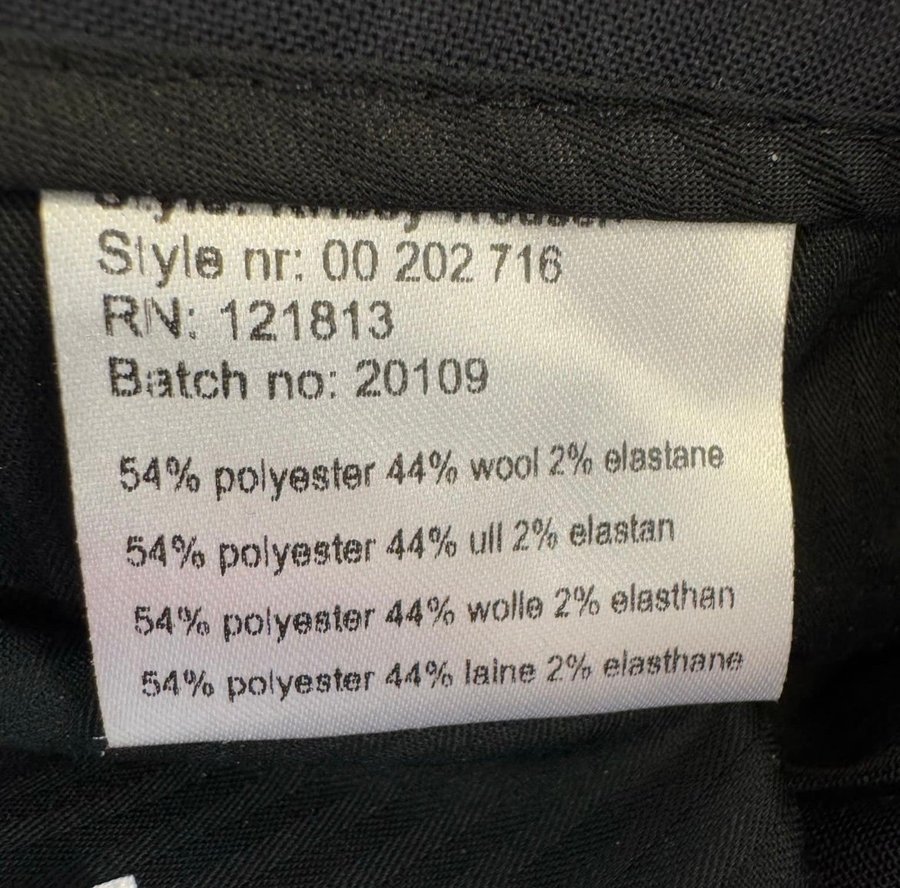 Style nr: 00 202 716
RN: 121813
Batch no: 20109
54% polyester 44% wool 2% elastane
54% polyester 44% ull 2% elastan
54% polyester 44% wolle 2% elasthan
54% polyester 44% laine 2% elasthane